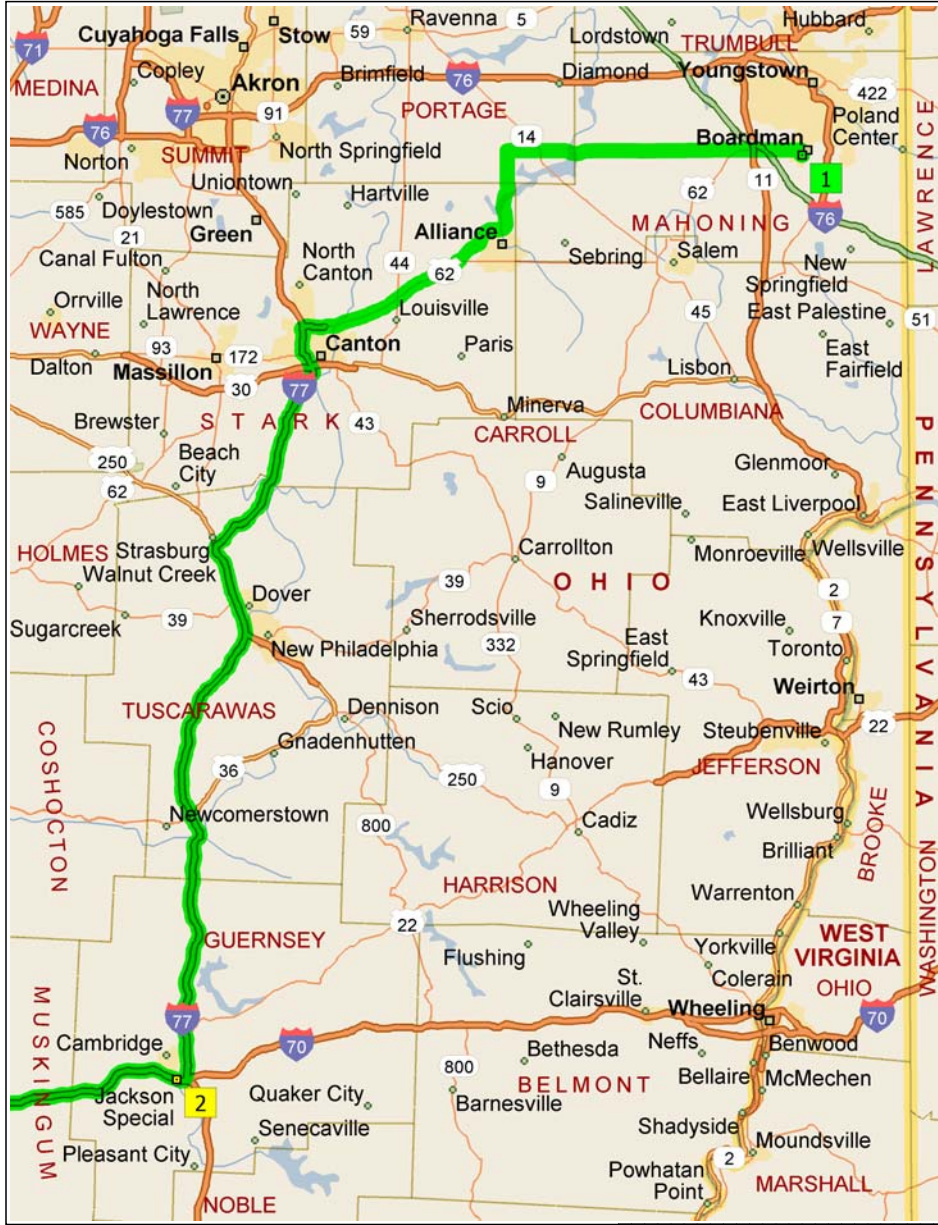 Ravenna
5
Lordstown
Hubbard
71
Cuyahoga Falls
Stow
59
TRUMBULL
Copley
Brimfield
76
Diamond
Youngstown
MEDINA
Akron
77
91
PORTAGE
422
76
14
Poland
Center
Boardman
Norton
SUMMIT
North Springfield
1
LAWRENCE
Uniontown
Hartville
62
11
585
Doylestown
MAHONING
76
21
Green
Alliance
Canal Fulton
North
Canton
44
62
Sebring
Salem
New
Springfield
Orrville
North
Lawrence
Louisville
45
East Palestine
51
WAYNE
93
172
Canton
Paris
East
Fairfield
Dalton
Massillon
30
77
Lisbon
Minerva
COLUMBIANA
Brewster
STARK
43
CARROLL
250
Beach
City
Augusta
Glenmoor
62
9
Salineville
East Liverpool
PENNSYLVANIA
HOLMES
Strasburg
Walnut Creek
Carrollton
Monroeville
Wellsville
39
OHIO
2
Dover
Sugarcreek
39
Sherrodsville
Knoxville
7
New Philadelphia
332
East
Springfield
Toronto
43
Weirton
TUSCARAWAS
Dennison
Scio
New Rumley
Steubenville
22
COSHOCTON
Gnadenhutten
Hanover
JEFFERSON
36
250
9
Newcomerstown
800
Cadiz
Wellsburg
Brilliant
BROOKE
HARRISON
Warrenton
WASHINGTON
22
Wheeling
Valley
GUERNSEY
Flushing
Yorkville
WEST
VIRGINIA
Colerain
OHIO
St.
Clairsville
MUSKINGUM
77
Wheeling
70
Cambridge
70
Neffs
Benwood
Bethesda
Bellaire
Jackson
Special
2
Quaker City
800
BELMONT
McMechen
Barnesville
Senecaville
Shadyside
Pleasant City
2
Moundsville
Powhatan
Point
MARSHALL
NOBLE